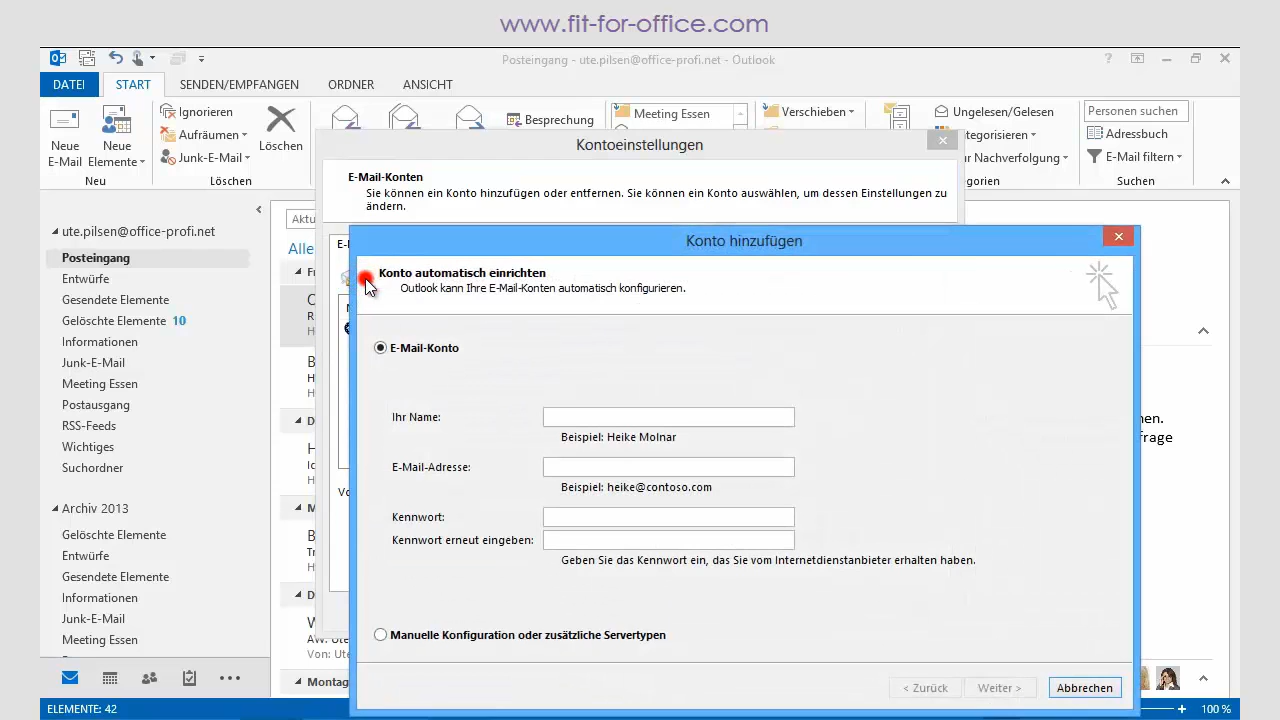 www.fit-for-office.com
Posteingang - ute.pilsen@office-profi.net - Outlook
DATEI START SENDEN/EMPFANGEN ORDNER ANSICHT
Ignorieren
Aufräumen
Junk-E-Mail
Löschen
Neue E-Mail
Neue Elemente
Besprechung
Meeting Essen
Verschieben
Ungelesen/Gelesen
Personen suchen
Adressbuch
E-Mail filtern
Neu
Löschen
Suchen
Kontoeinstellungen
E-Mail-Konten
Sie können ein Konto hinzufügen oder entfernen. Sie können ein Konto auswählen, um dessen Einstellungen zu
ändern.
ute.pilsen@office-profi.net
Posteingang
Entwürfe
Gesendete Elemente
Gelöschte Elemente 10
Informationen
Junk-E-Mail
Meeting Essen
Postausgang
RSS-Feeds
Wichtiges
Suchordner
Archiv 2013
Gelöschte Elemente
Entwürfe
Gesendete Elemente
Informationen
Junk-E-Mail
Meeting Essen
Konto hinzufügen
Konto automatisch einrichten
Outlook kann Ihre E-Mail-Konten automatisch konfigurieren.
E-Mail-Konto
Ihr Name:
Beispiel: Heike Molnar
E-Mail-Adresse:
Beispiel: heike@contoso.com
Kennwort:
Kennwort erneut eingeben:
Geben Sie das Kennwort ein, das Sie vom Internetdienstanbieter erhalten haben.
Manuelle Konfiguration oder zusätzliche Servertypen
< Zurück
Weiter >
Abbrechen
Montag
ELEMENTE: 42
100 %